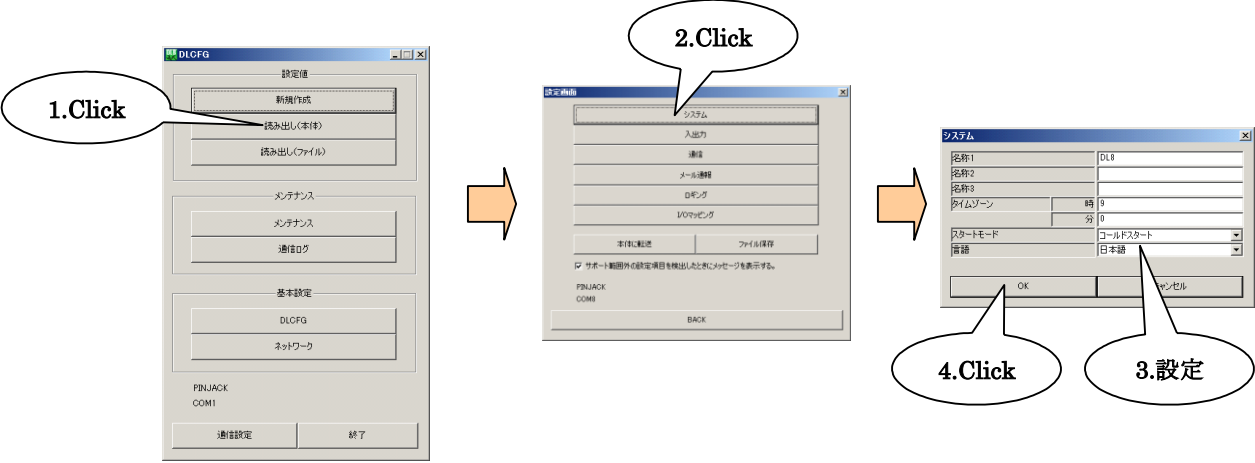 1.Click
DLCFG
設定値
新規作成
読み出し(本体)
読み出し(ファイル)
メンテナンス
メンテナンス
通信ログ
基本設定
DLCFG
ネットワーク
PINJACK
COM1
通信設定
終了
2.Click
設定画面
システム
入出力
通信
メール通報
ロギング
I/Oマッピング
本体に転送
ファイル保存
サポート範囲外の設定項目を検出したときにメッセージを表示する。
PINJACK
COM8
BACK
システム
名称1 DL8
名称2
名称3
タイムゾーン 時 9
分 0
スタートモード コールドスタート
言語 日本語
OK
キャンセル
4.Click
3.設定